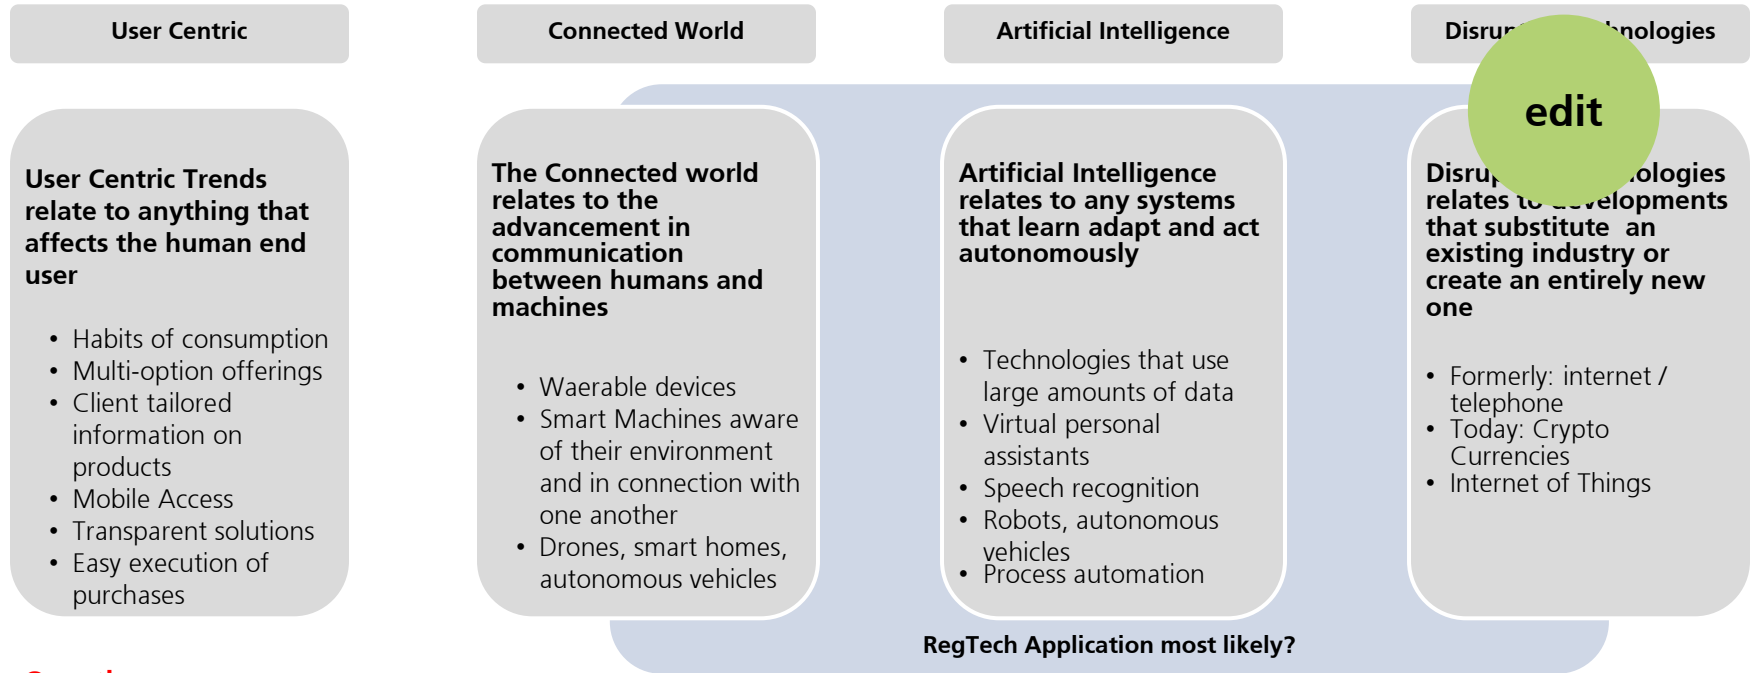 User Centric
Connected World
Artificial Intelligence
edit
User Centric Trends
relate to anything that
affects the human end
user
• Habits of consumption
• Multi-option offerings
• Client tailored
information on
products
• Mobile Access
• Transparent solutions
• Easy execution of
purchases
The Connected world
relates to the
advancement in
communication
between humans and
machines
• Waerable devices
• Smart Machines aware
of their environment
and in connection with
one another
• Drones, smart homes,
autonomous vehicles
Artificial Intelligence
relates to any systems
that learn adapt and act
autonomously
• Technologies that use
large amounts of data
• Virtual personal
assistants
• Speech recognition
• Robots, autonomous
vehicles
• Process automation
relates to developments
that substitute an
existing industry or
create an entirely new
one
• Formerly: internet /
telephone
• Today: Crypto
Currencies
• Internet of Things
RegTech Application most likely?